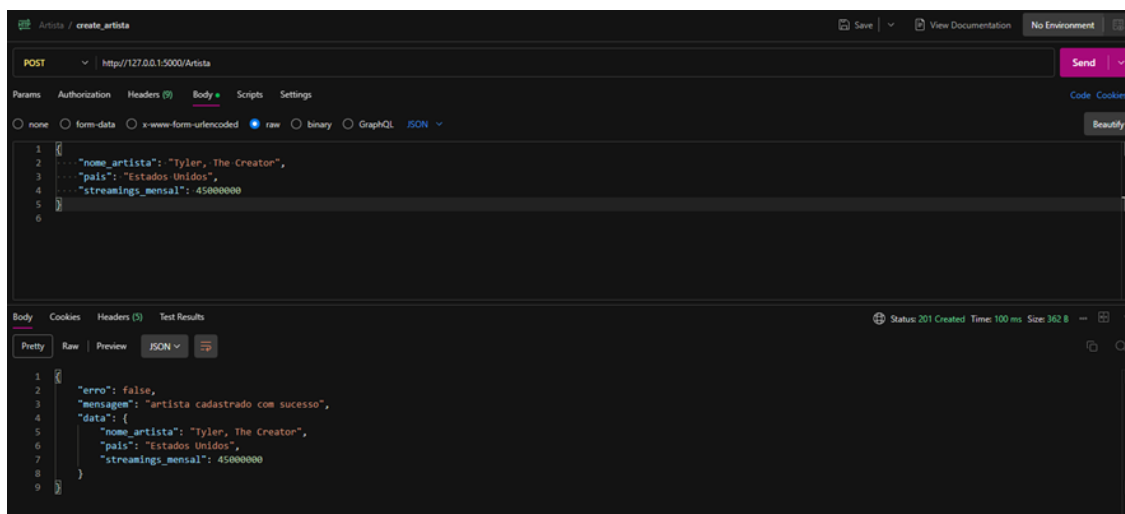 Artista / create_artista Save View Documentation No Environment
POST http://127.0.0.1:5000/Artista Send
Params Authorization Headers (9) Body Scripts Settings Code Cookies
none form-data x-www-form-urlencoded raw binary GraphQL JSON Beautify
1 {
2 "nome_artista": "Tyler, The Creator",
3 "pais": "Estados Unidos",
4 "streamings_mensal": 45000000
5 }
6
Body Cookies Headers (5) Test Results Status: 201 Created Time: 100 ms Size: 362 B
Pretty Raw Preview JSON
1 {
2 "erro": false,
3 "mensagem": "artista cadastrado com sucesso",
4 "data": {
5 "nome_artista": "Tyler, The Creator",
6 "pais": "Estados Unidos",
7 "streamings_mensal": 45000000
8 }
9 }